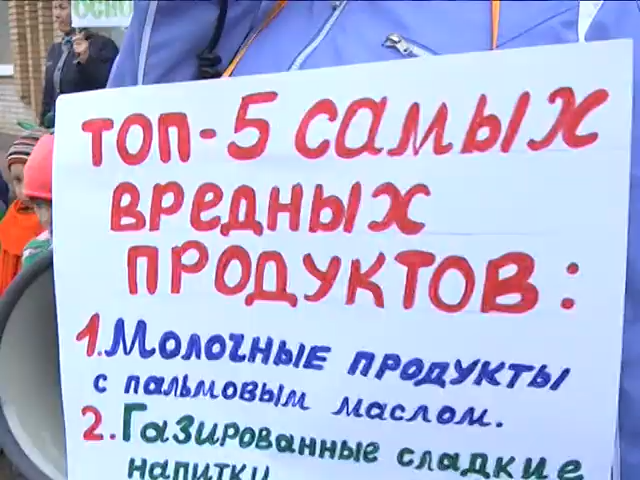 ТОП-5 самых
вредных
продуктов:
1. Молочные продукты
с пальмовым маслом.
2. Газированные сладкие
напитки